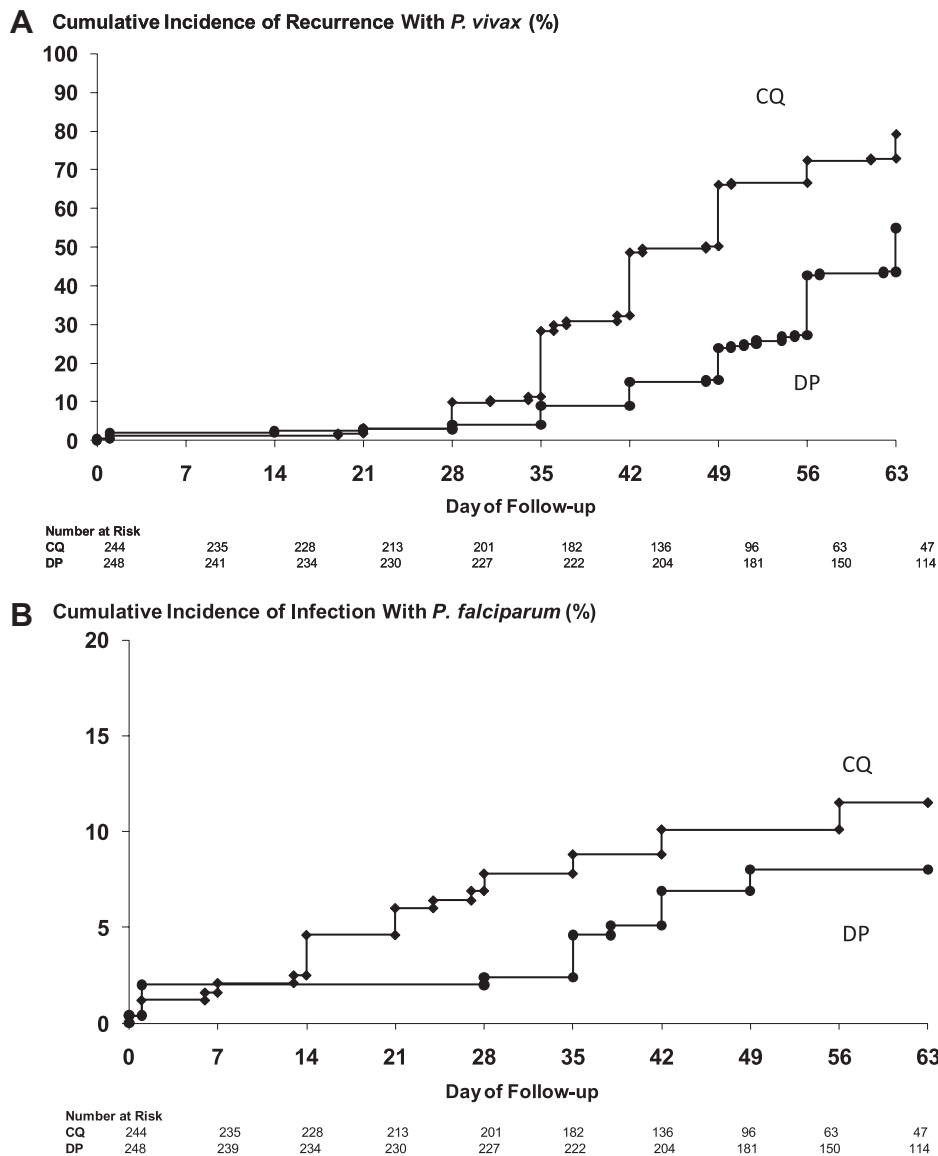 A Cumulative Incidence of Recurrence With P. vivax (%)
100
90
80
70
60
50
40
30
20
10
0
CQ
DP
0 7 14 21 28 35 42 49 56 63
Day of Follow-up
Number at Risk
CQ 244 235 228 213 201 182 136 96 63 47
DP 248 241 234 230 227 222 204 181 150 114
B Cumulative Incidence of Infection With P. falciparum (%)
20
15
10
5
0
CQ
DP
0 7 14 21 28 35 42 49 56 63
Day of Follow-up
Number at Risk
CQ 244 235 228 213 201 182 136 96 63 47
DP 248 239 234 230 227 222 204 181 150 114